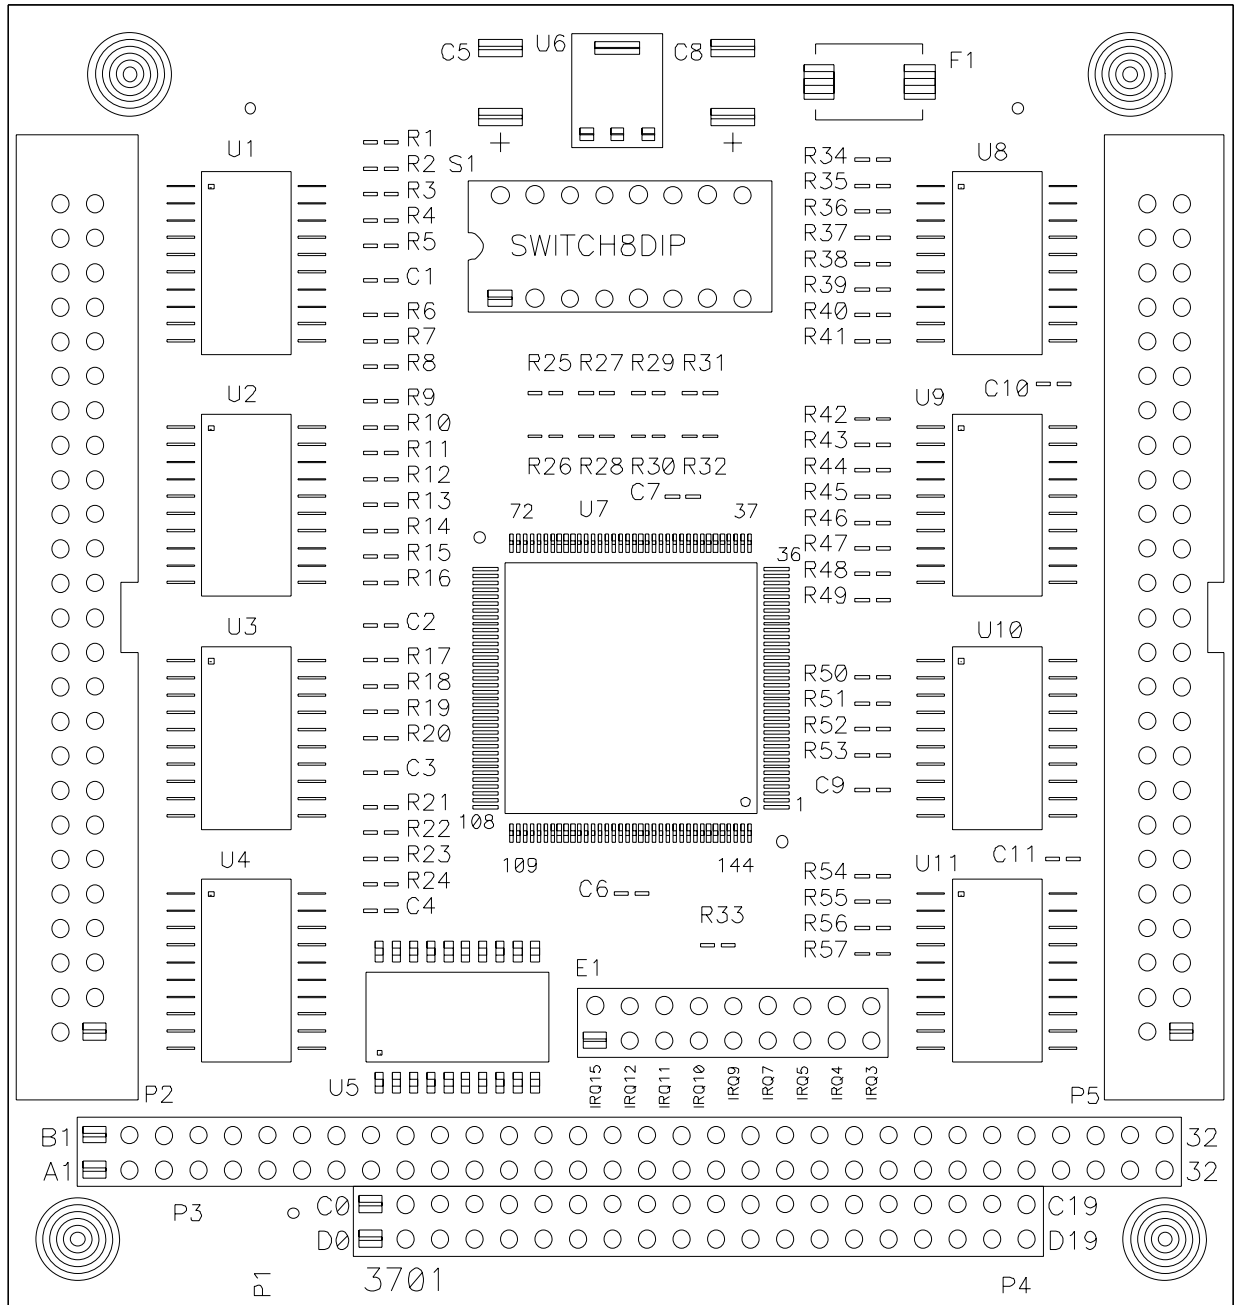 C5 U6 C8 F1
R1
U1 R2 S1 R34 U8
R3 R35
R4 R36
R5 SWITCH8DIP R37
R38
C1 R39
R6 R40
R7 R41
R8 R25 R27 R29 R31
C10
U2 R9 U9
R10 R42
R11 R43
R12 R26 R28 R30 R32 R44
R13 C7 R45
72 U7 37
R14 R46
R15 R47
36
R16 R48
R49
C2
U3 U10
R17 R50
R18 R51
R19 R52
R20 R53
C3 C9
R21 1
108
R22
U4 109 144 U11 C11
R23 R54
R24 C6 R55
C4 R33 R56
R57
E1
U5 IRQ15 IRQ12 IRQ11 IRQ10 IRQ9 IRQ7 IRQ5 IRQ4 IRQ3
P2 P5
B1 32
A1 32
P3 C0 C19
D0 D19
P1 3701 P4